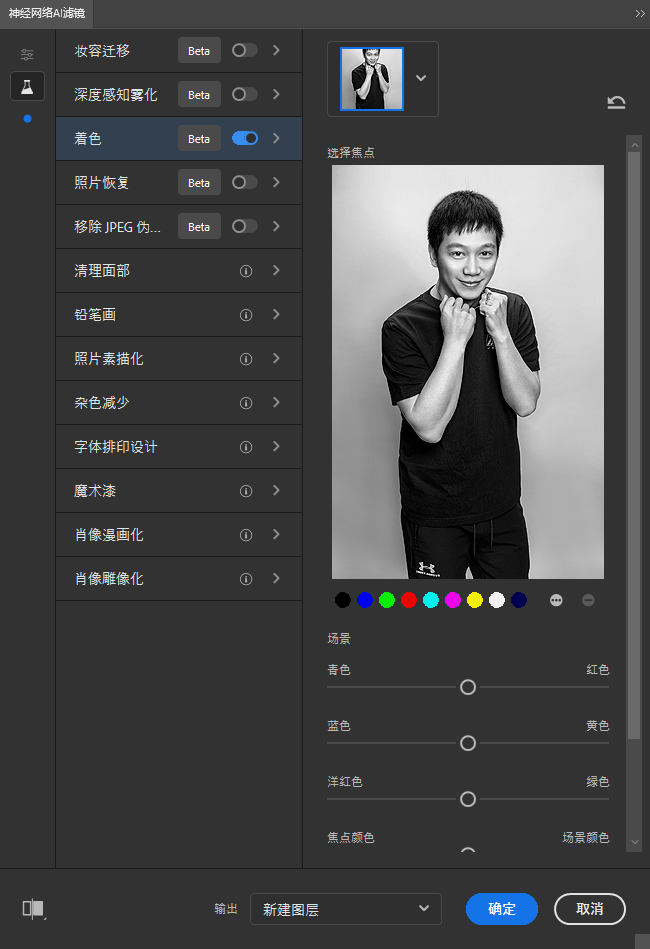 神经网络AI滤镜
妆容迁移 Beta
深度感知雾化 Beta
着色 Beta
照片恢复 Beta
移除 JPEG 伪... Beta
清理面部
铅笔画
照片素描化
杂色减少
字体排印设计
魔术漆
肖像漫画化
肖像雕像化
选择焦点
场景
青色 红色
蓝色 黄色
洋红色 绿色
焦点颜色 场景颜色
输出 新建图层 确定 取消